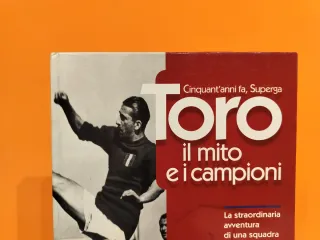 Cinquant'anni fa, Superga
Toro
il mito
e i campioni
La straordinaria
avventura
di una squadra